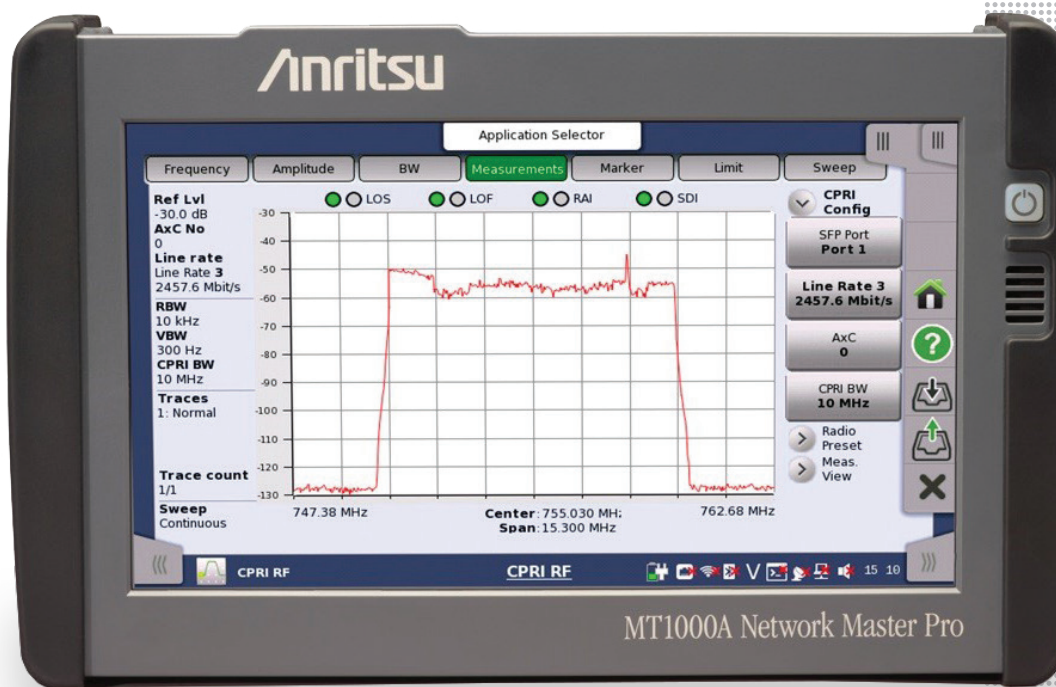 Anritsu
Application Selector
Frequency Amplitude BW Measurements Marker Limit Sweep
Ref Lvl
-30.0 dB
AxC No
0
Line rate
Line Rate 3
2457.6 Mbit/s
RBW
10 kHz
VBW
300 Hz
CPRI BW
10 MHz
Traces
1: Normal
Trace count
1/1
Sweep
Continuous
LOS LOF RAI SDI
-30
-40
-50
-60
-70
-80
-90
-100
-110
-120
-130
747.38 MHz Center:755.030 MHz 762.68 MHz
Span:15.300 MHz
CPRI
Config
SFP Port
Port 1
Line Rate 3
2457.6 Mbit/s
AxC
0
CPRI BW
10 MHz
Radio
Preset
Meas.
View
?
CPRI RF CPRI RF V 15 10
MT1000A Network Master Pro